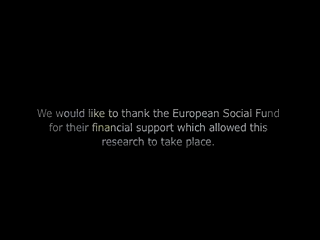 We would like to thank the European Social Fund
for their financial support which allowed this
research to take place.